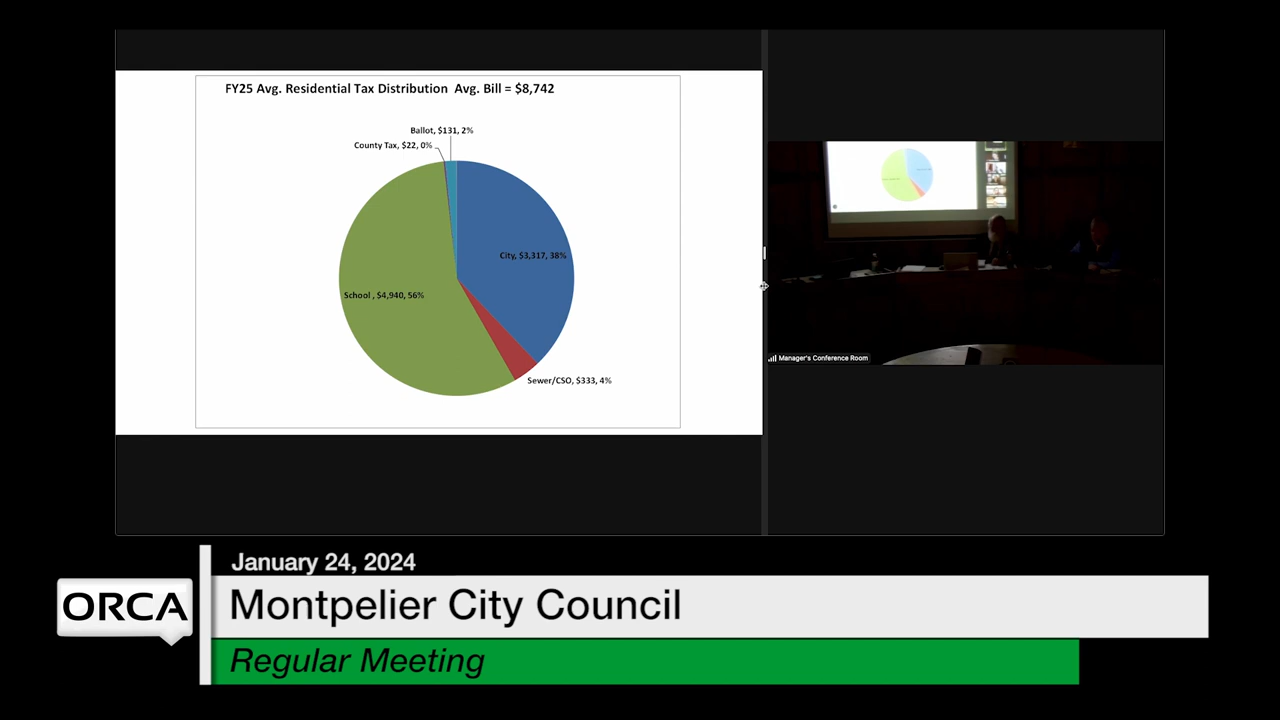 FY25 Avg. Residential Tax Distribution Avg. Bill = $8,742
Ballot, $131, 2%
County Tax, $22, 0%
City, $3,317, 38%
School , $4,940, 56%
Sewer/CSO, $333, 4%
Manager's Conference Room
January 24, 2024
ORCA
Montpelier City Council
Regular Meeting